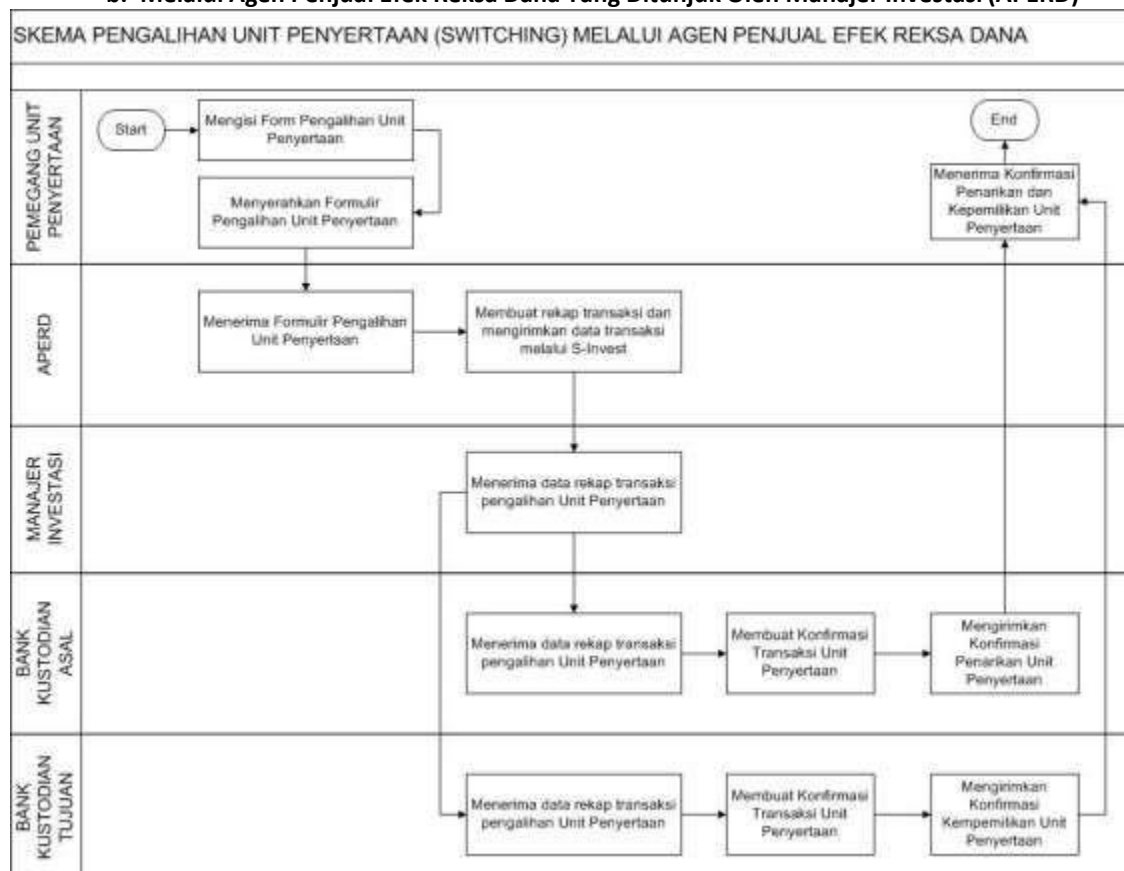 b. Melalui Agen Penjual Efek Reksa Dana Yang Ditunjuk Oleh Manajer Investasi (APERD)
SKEMA PENGALIHAN UNIT PENYERTAAN (SWITCHING) MELALUI AGEN PENJUAL EFEK REKSA DANA
PEMEGANG UNIT
PENYERTAAN
Start
Mengisi Form Pengalihan Unit
Penyertaan
Menyerahkan Formulir
Pengalihan Unit Penyertaan
End
Menerima Konfirmasi
Penarikan dan
Kepemilikan Unit
Penyertaan
APERD
Menerima Formulir Pengalihan
Unit Penyertaan
Membuat rekap transaksi dan
mengirimkan data transaksi
melalui S-Invest
MANAJER
INVESTASI
Menerima data rekap transaksi
pengalihan Unit Penyertaan
BANK
KUSTODIAN
ASAL
Menerima data rekap transaksi
pengalihan Unit Penyertaan
Membuat Konfirmasi
Transaksi Unit
Penyertaan
Mengirimkan
Konfirmasi
Penarikan Unit
Penyertaan
BANK
KUSTODIAN
TUJUAN
Menerima data rekap transaksi
pengalihan Unit Penyertaan
Membuat Konfirmasi
Transaksi Unit
Penyertaan
Mengirimkan
Konfirmasi
Kempemilikan Unit
Penyertaan